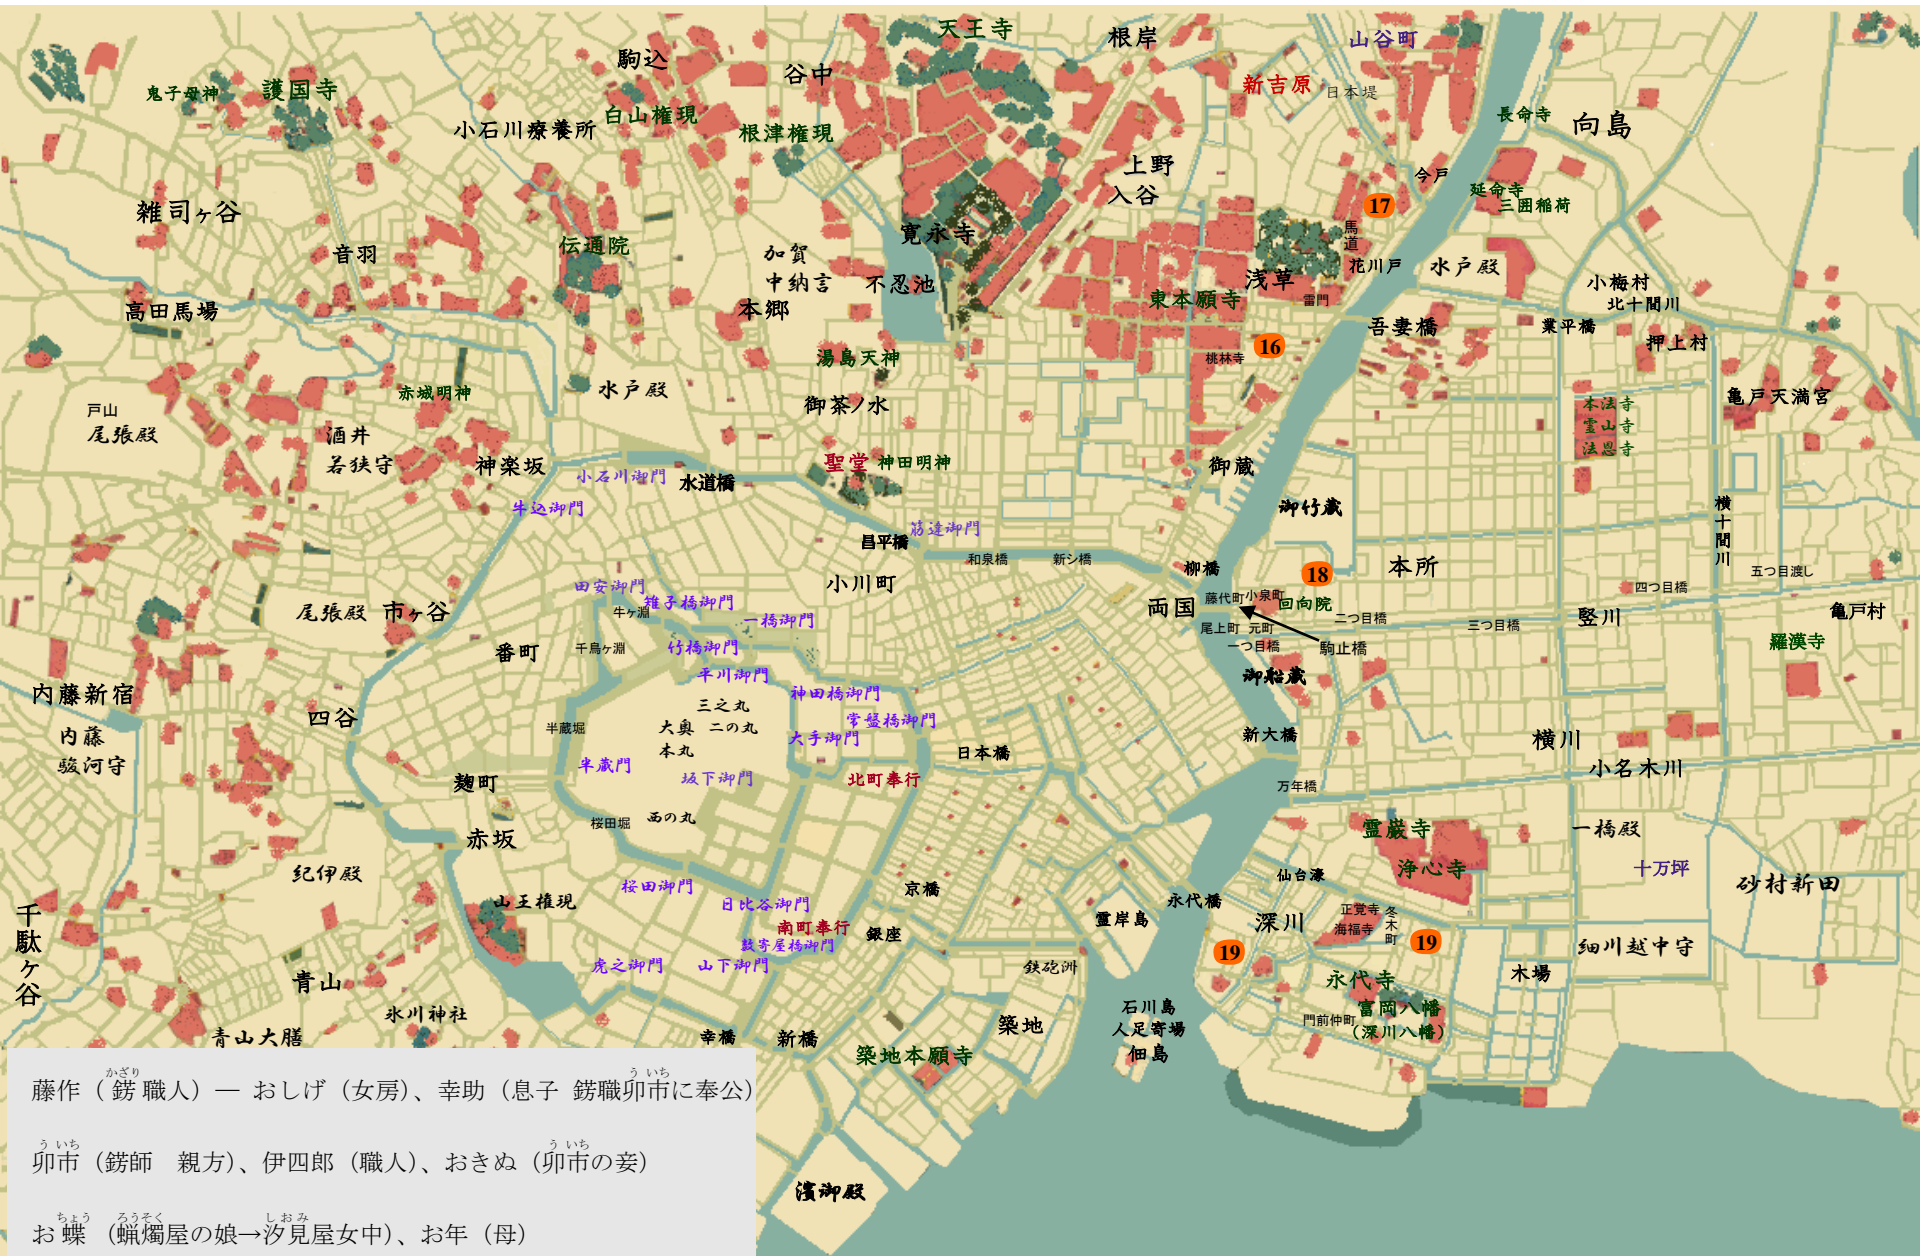 天王寺
根岸
山谷町
駒込
谷中
新吉原
日本堤
鬼子母神
護国寺
白山権現
小石川療養所
根津権現
長命寺
向島
上野
入谷
今戸
延命寺
三囲稲荷
17
雑司ヶ谷
音羽
伝通院
加賀
中納言
本郷
寛永寺
不忍池
馬道
花川戸
浅草
雷門
東本願寺
水戸殿
小梅村
北十間川
高田馬場
吾妻橋
業平橋
押上村
16
桃林寺
湯島天神
赤城明神
水戸殿
御茶ノ水
戸山
尾張殿
酒井
若狭守
神楽坂
亀戸天満宮
本法寺
霊山寺
法恩寺
小石川御門
水道橋
聖堂
神田明神
御蔵
牛込御門
筋違御門
昌平橋
御竹蔵
横十間川
和泉橋
新シ橋
柳橋
18
本所
五つ目渡し
四つ目橋
田安御門
雉子橋御門
牛ヶ淵
一橋御門
小川町
両国
藤代町
小泉町
回向院
尾上町
元町
二つ目橋
三つ目橋
竪川
亀戸村
尾張殿
市ヶ谷
番町
千鳥ヶ淵
竹橋御門
平川御門
一つ目橋
駒止橋
羅漢寺
御船蔵
内藤新宿
内藤
駿河守
四谷
半蔵堀
三之丸
大奥
二の丸
本丸
神田橋御門
常盤橋御門
大手御門
日本橋
新大橋
横川
小名木川
半蔵門
坂下御門
北町奉行
麹町
万年橋
桜田堀
西の丸
赤坂
霊巌寺
浄心寺
一橋殿
十万坪
砂村新田
紀伊殿
桜田御門
日比谷御門
京橋
仙台濠
永代橋
山王権現
南町奉行
数寄屋橋御門
銀座
霊岸島
深川
正覚寺
海福寺
冬木町
19
19
細川越中守
千駄ヶ谷
虎之御門
山下御門
鉄砲洲
永代寺
木場
青山
氷川神社
青山大膳
幸橋
新橋
築地
石川島
人足寄場
佃島
富岡八幡
(深川八幡)
門前仲町
築地本願寺
濱御殿
かざり
う いち
藤作（錺職人）― おしげ（女房）、幸助（息子 錺職卯市に奉公）
う いち
う いち
卯市（錺師 親方）、伊四郎（職人）、おきぬ（卯市の妾）
ちょう
ろうそく
しおみ
お蝶（蝋燭屋の娘→汐見屋女中）、お年（母）